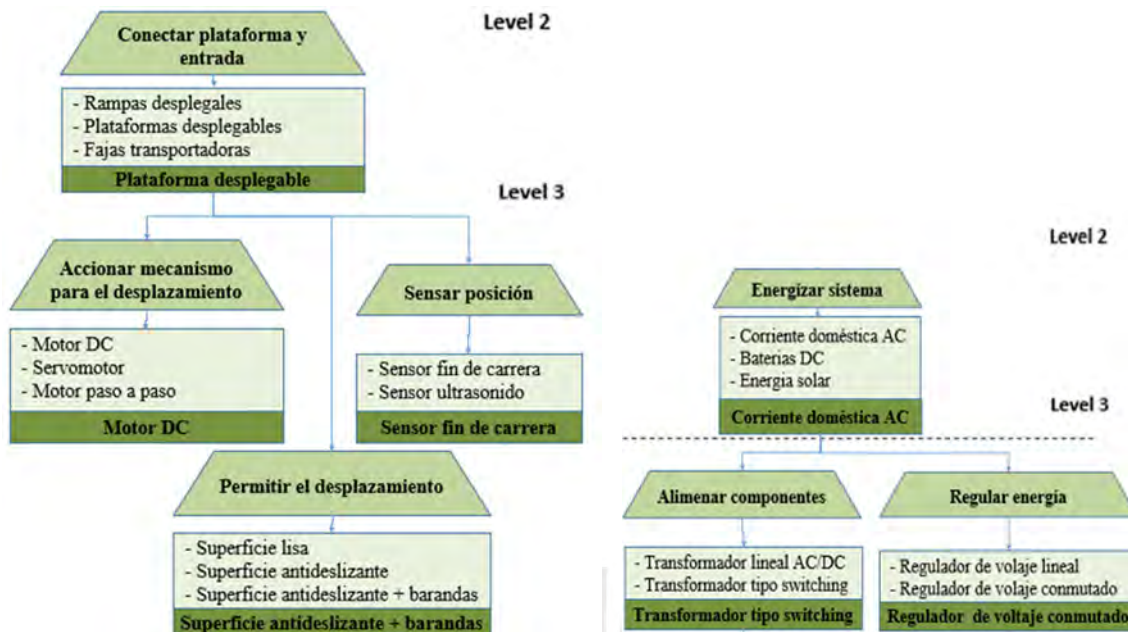 Level 2
Conectar plataforma y
entrada
- Rampas desplegales
- Plataformas desplegables
- Fajas transportadoras
Plataforma desplegable
Level 3
Accionar mecanismo
para el desplazamiento
- Motor DC
- Servomotor
- Motor paso a paso
Motor DC
Sensar posición
- Sensor fin de carrera
- Sensor ultrasonido
Sensor fin de carrera
Permitir el desplazamiento
- Superficie lisa
- Superficie antideslizante
- Superficie antideslizante + barandas
Superficie antideslizante + barandas
Level 2
Energizar sistema
- Corriente doméstica AC
- Baterias DC
- Energia solar
Corriente doméstica AC
Level 3
Alimenar componentes
- Transformador lineal AC/DC
- Transformador tipo switching
Transformador tipo switching
Regular energía
- Regulador de volaje lineal
- Regulador de volaje conmutado
Regulador de voltaje conmutado